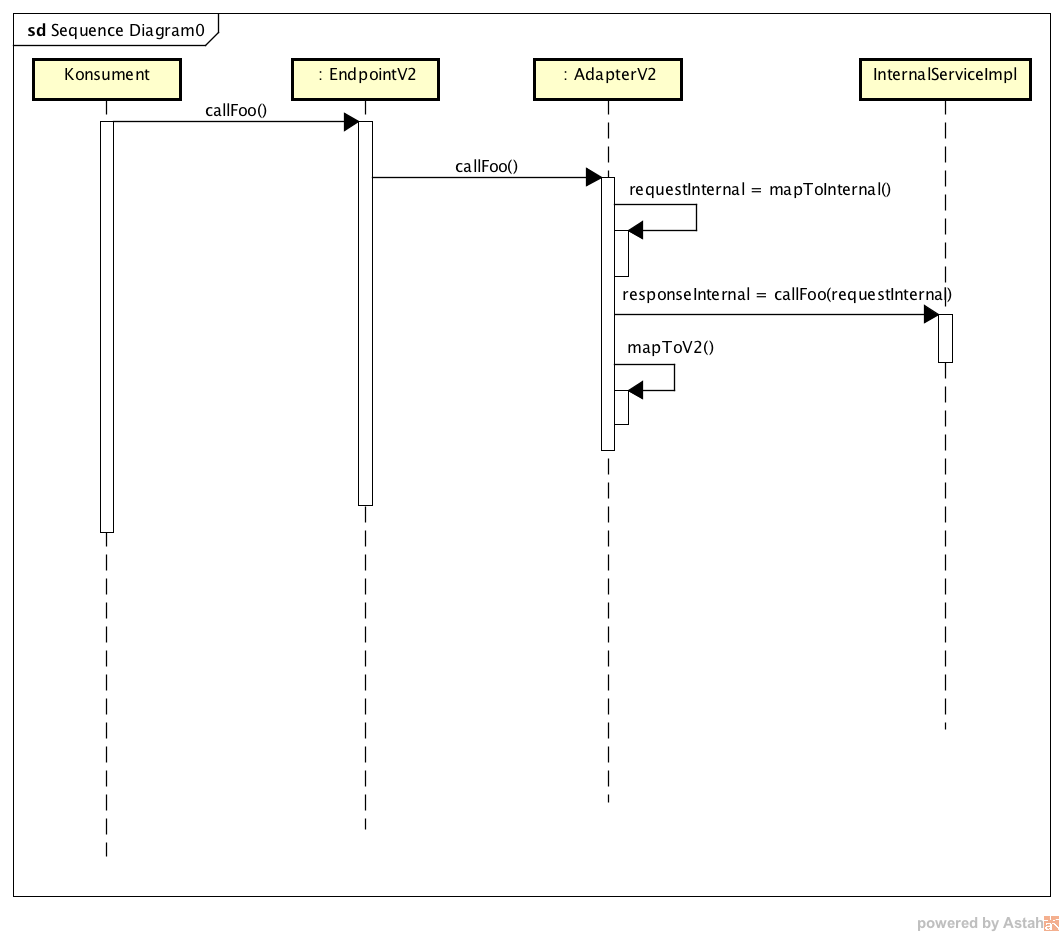 sd Sequence Diagram0
Konsument
: EndpointV2
: AdapterV2
InternalServiceImpl
callFoo()
callFoo()
requestInternal = mapToInternal()
responseInternal = callFoo(requestInternal)
mapToV2()
powered by Astah